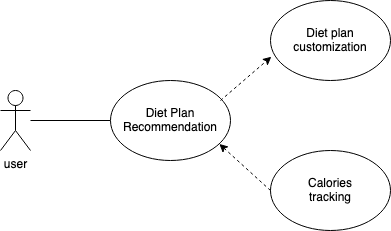 Diet plan
customization
Diet Plan
Recommendation
user
Calories
tracking